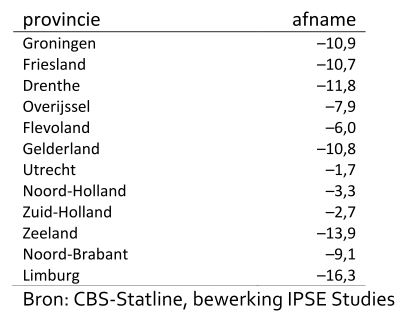 provincie afname
Groningen –10,9
Friesland –10,7
Drenthe –11,8
Overijssel –7,9
Flevoland –6,0
Gelderland –10,8
Utrecht –1,7
Noord-Holland –3,3
Zuid-Holland –2,7
Zeeland –13,9
Noord-Brabant –9,1
Limburg –16,3
Bron: CBS-Statline, bewerking IPSE Studies